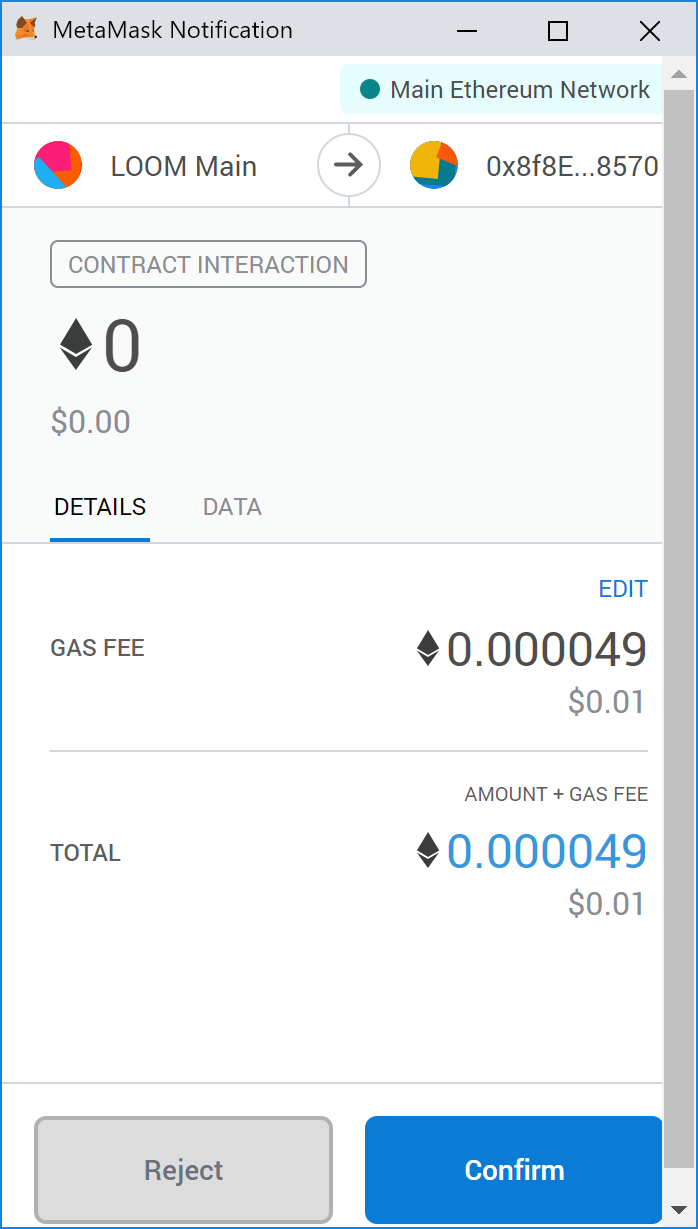 MetaMask Notification
Main Ethereum Network
LOOM Main
0x8f8E...8570
CONTRACT INTERACTION
0
$0.00
DETAILS DATA
EDIT
GAS FEE 0.000049
$0.01
AMOUNT + GAS FEE
TOTAL 0.000049
$0.01
Reject Confirm